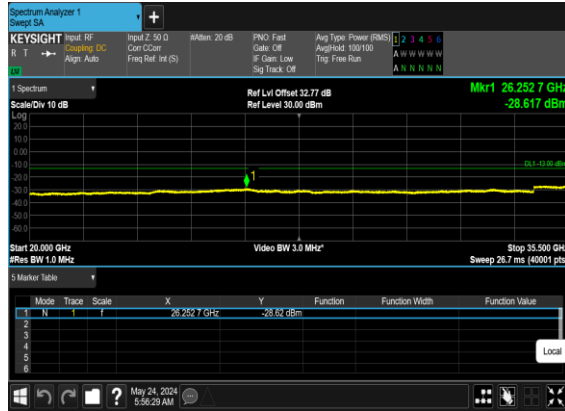 Spectrum Analyzer 1
Swept SA
+
KEYSIGHT Input: RF Input Z: 50 Ω #Atten: 20 dB PNO: Fast Avg Type: Power (RMS) 1 2 3 4 5 6
R T Coupling: DC Corr CCorr Gate: Off Avg|Hold: 100/100 A W W W W W
Align: Auto Freq Ref: Int (S) IF Gain: Low Trig: Free Run
Sig Track: Off A N N N N N
1 Spectrum Ref Lvl Offset 32.77 dB Mkr1 26.252 7 GHz
Scale/Div 10 dB Ref Level 30.00 dBm -28.617 dBm
Log
20.0
10.0
0.00
-10.0 DL1 -13.00 dBm
-20.0 1
-30.0
-40.0
-50.0
-60.0
Start 20.000 GHz Video BW 3.0 MHz* Stop 35.500 GHz
#Res BW 1.0 MHz Sweep 26.7 ms (40001 pts)
5 Marker Table
Mode Trace Scale X Y Function Function Width Function Value
1 N 1 f 26.252 7 GHz -28.62 dBm
2
3
4
5
6
Local
? May 24, 2024
5:56:29 AM